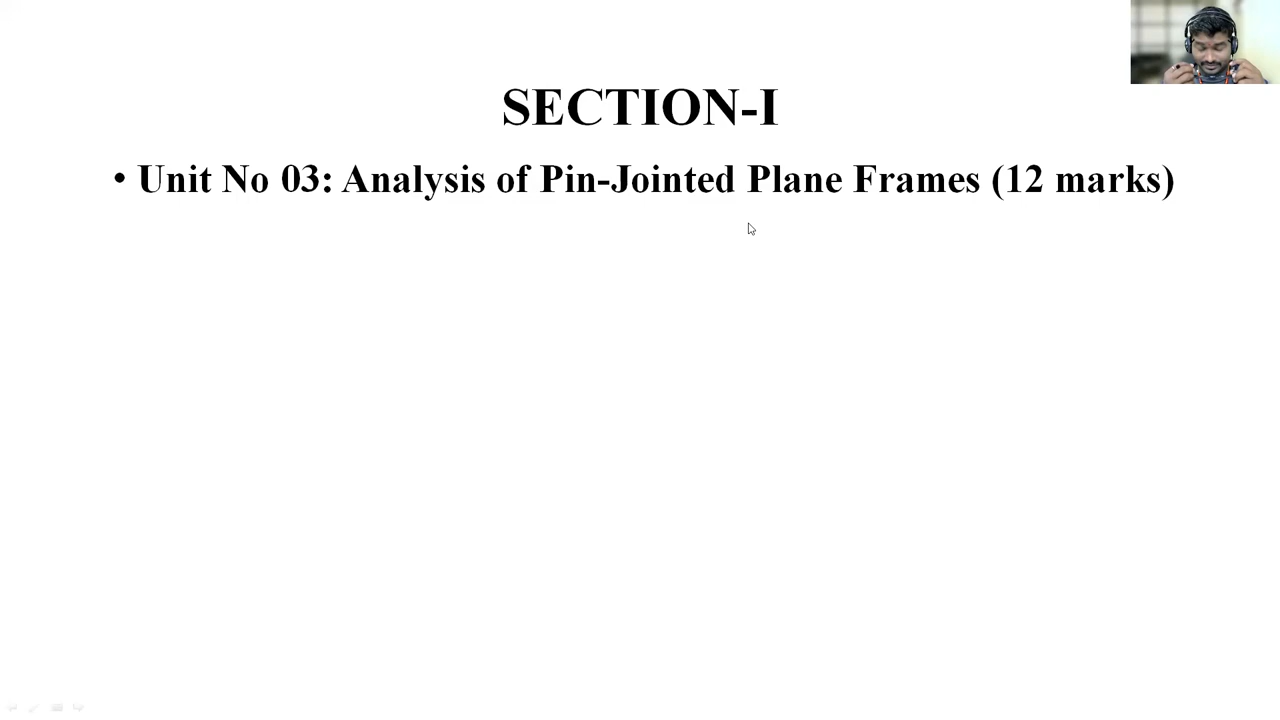 SECTION-I
• Unit No 03: Analysis of Pin-Jointed Plane Frames (12 marks)